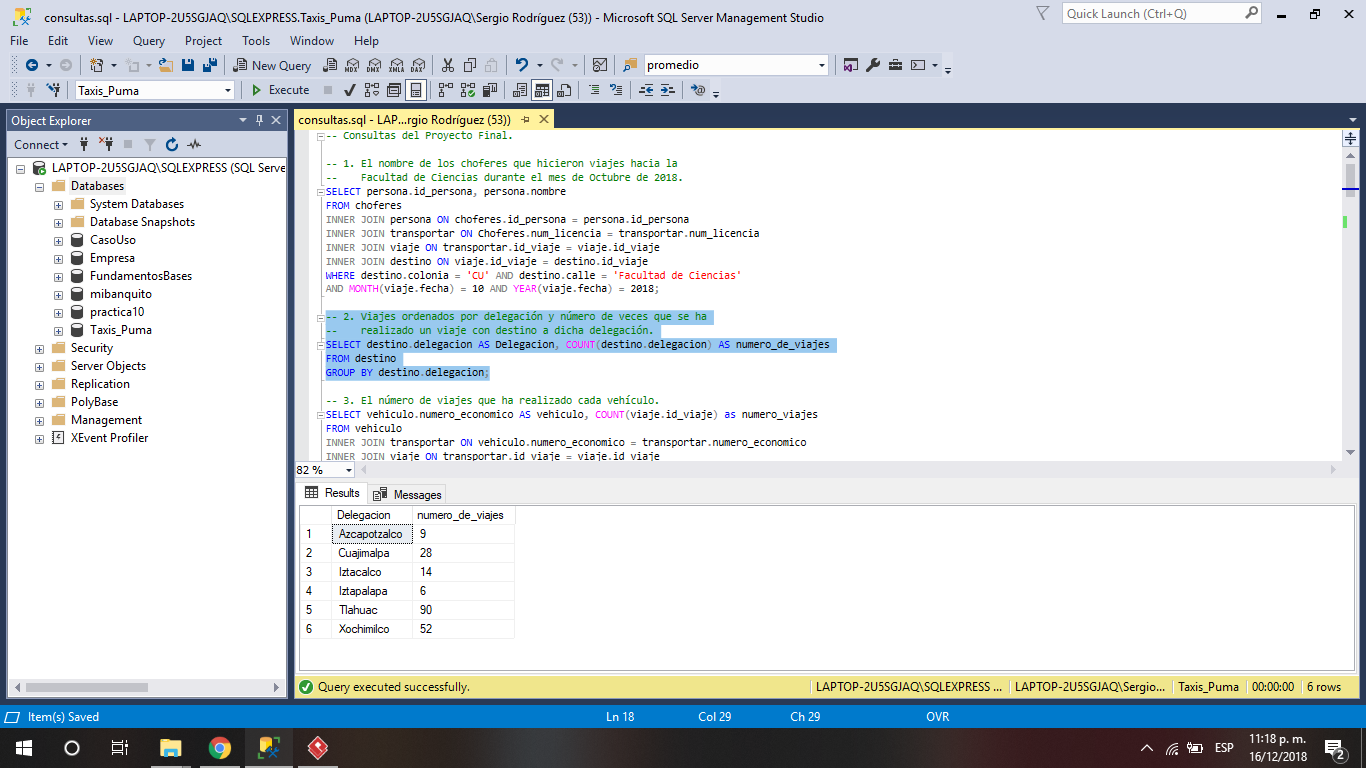 consultas.sql - LAPTOP-2U5SGJAQ\SQLEXPRESS.Taxis_Puma (LAPTOP-2U5SGJAQ\Sergio Rodríguez (53)) - Microsoft SQL Server Management Studio
Quick Launch (Ctrl+Q)
File Edit View Query Project Tools Window Help
New Query MDX DMX XMLA DAX promedio
Taxis_Puma Execute
Object Explorer
Connect
LAPTOP-2U5SGJAQ\SQLEXPRESS (SQL Serve
Databases
System Databases
Database Snapshots
CasoUso
Empresa
FundamentosBases
mibanquito
practica10
Taxis_Puma
Security
Server Objects
Replication
PolyBase
Management
XEvent Profiler
consultas.sql - LAP...rgio Rodríguez (53))
-- Consultas del Proyecto Final.
-- 1. El nombre de los choferes que hicieron viajes hacia la
-- Facultad de Ciencias durante el mes de Octubre de 2018.
SELECT persona.id_persona, persona.nombre
FROM choferes
INNER JOIN persona ON choferes.id_persona = persona.id_persona
INNER JOIN transportar ON Choferes.num_licencia = transportar.num_licencia
INNER JOIN viaje ON transportar.id_viaje = viaje.id_viaje
INNER JOIN destino ON viaje.id_viaje = destino.id_viaje
WHERE destino.colonia = 'CU' AND destino.calle = 'Facultad de Ciencias'
AND MONTH(viaje.fecha) = 10 AND YEAR(viaje.fecha) = 2018;
-- 2. Viajes ordenados por delegación y número de veces que se ha
-- realizado un viaje con destino a dicha delegación.
SELECT destino.delegacion AS Delegacion, COUNT(destino.delegacion) AS numero_de_viajes
FROM destino
GROUP BY destino.delegacion;
-- 3. El número de viajes que ha realizado cada vehículo.
SELECT vehiculo.numero_economico AS vehiculo, COUNT(viaje.id_viaje) as numero_viajes
FROM vehiculo
INNER JOIN transportar ON vehiculo.numero_economico = transportar.numero_economico
INNER JOIN viaje ON transportar.id_viaje = viaje.id_viaje
82 %
Results Messages
Delegacion numero_de_viajes
1 Azcapotzalco 9
2 Cuajimalpa 28
3 Iztacalco 14
4 Iztapalapa 6
5 Tlahuac 90
6 Xochimilco 52
Query executed successfully. LAPTOP-2U5SGJAQ\SQLEXPRESS ... LAPTOP-2U5SGJAQ\Sergio... Taxis_Puma 00:00:00 6 rows
Item(s) Saved Ln 18 Col 29 Ch 29 OVR
ESP 11:18 p. m.
16/12/2018 2